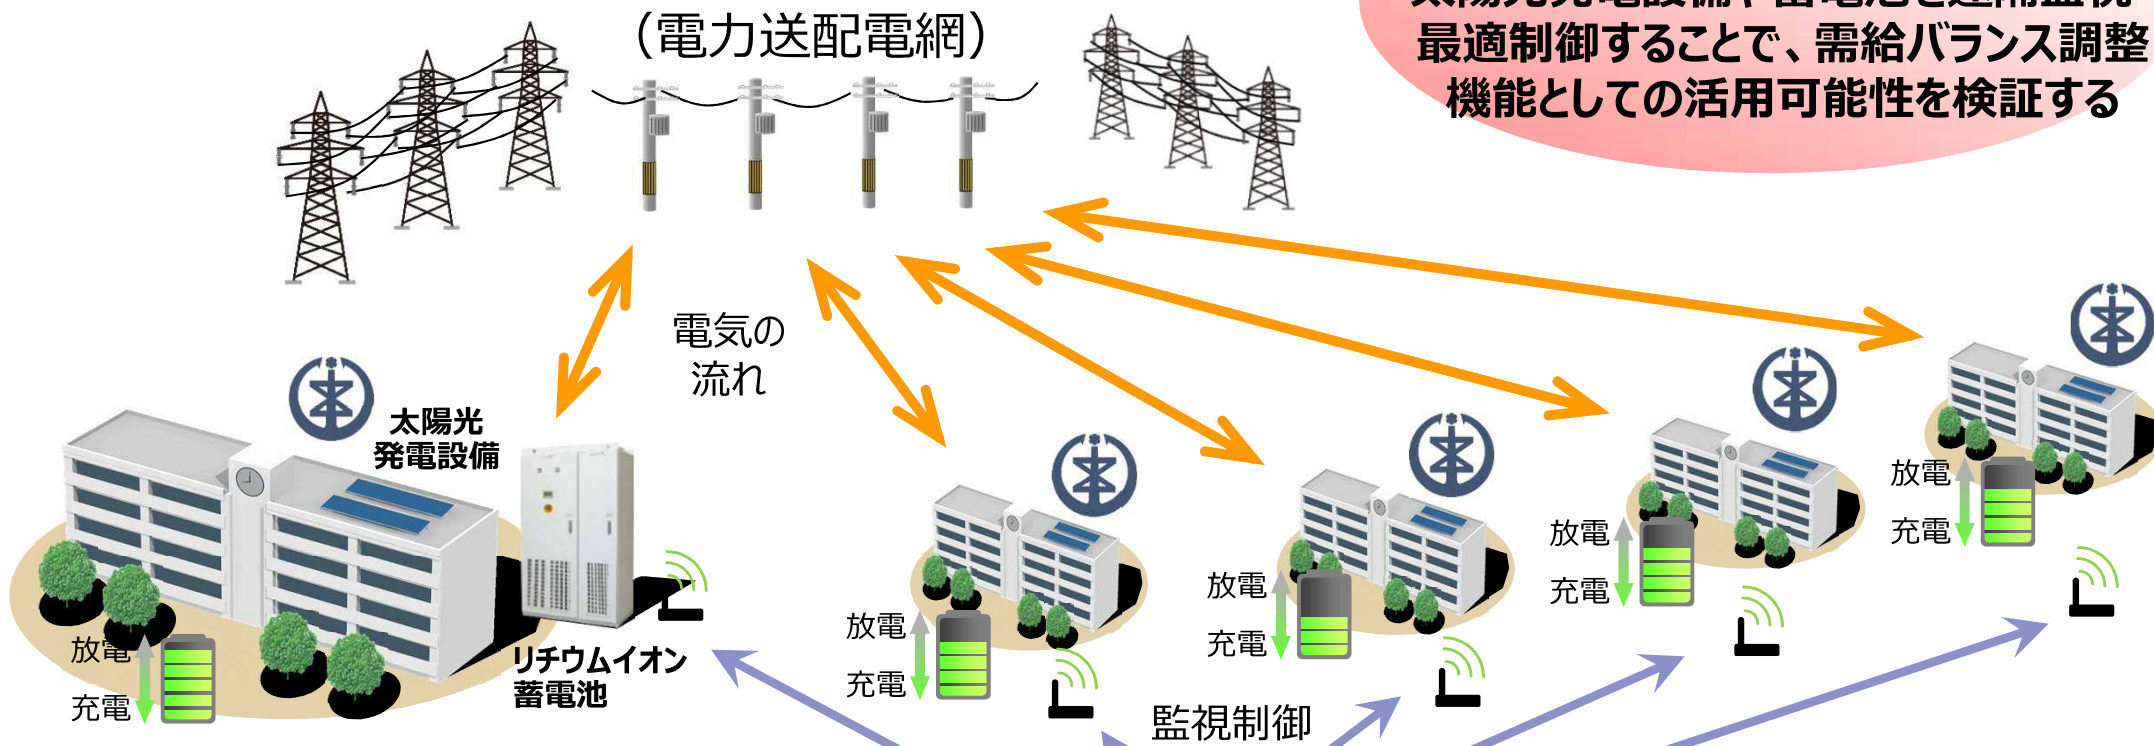 (電力送配電網)
最適制御することで、需給バランス調整
機能としての活用可能性を検証する
電気の
流れ
太陽光
発電設備
リチウムイオン
蓄電池
放電
充電
放電
充電
放電
充電
放電
充電
放電
充電
監視制御